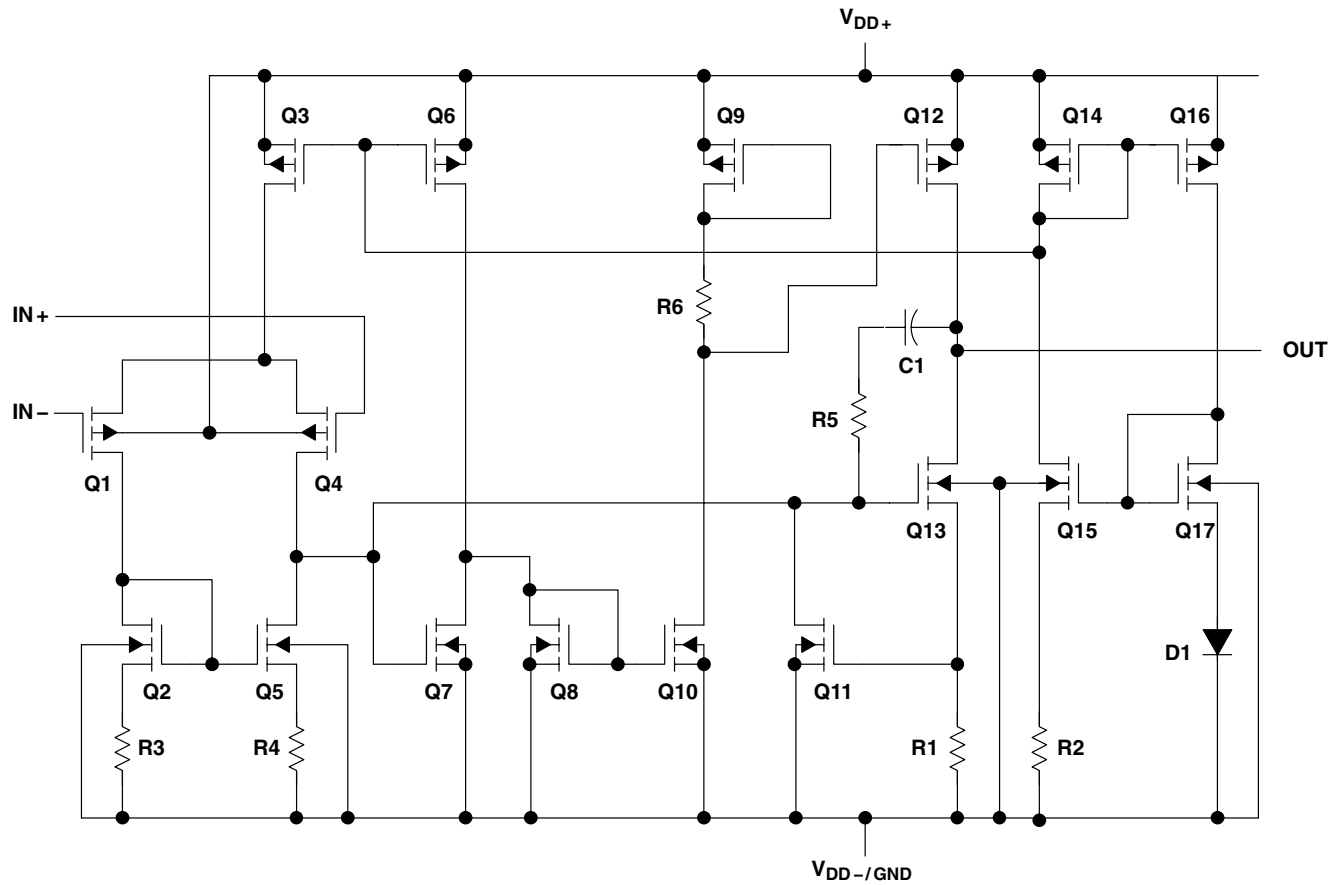 VDD+
Q3
Q6
Q9
Q12
Q14
Q16
R6
IN+
OUT
C1
IN−
R5
Q1
Q4
Q13
Q15
Q17
Q2
Q5
Q7
Q8
Q10
Q11
D1
R3
R4
R1
R2
VDD−/GND